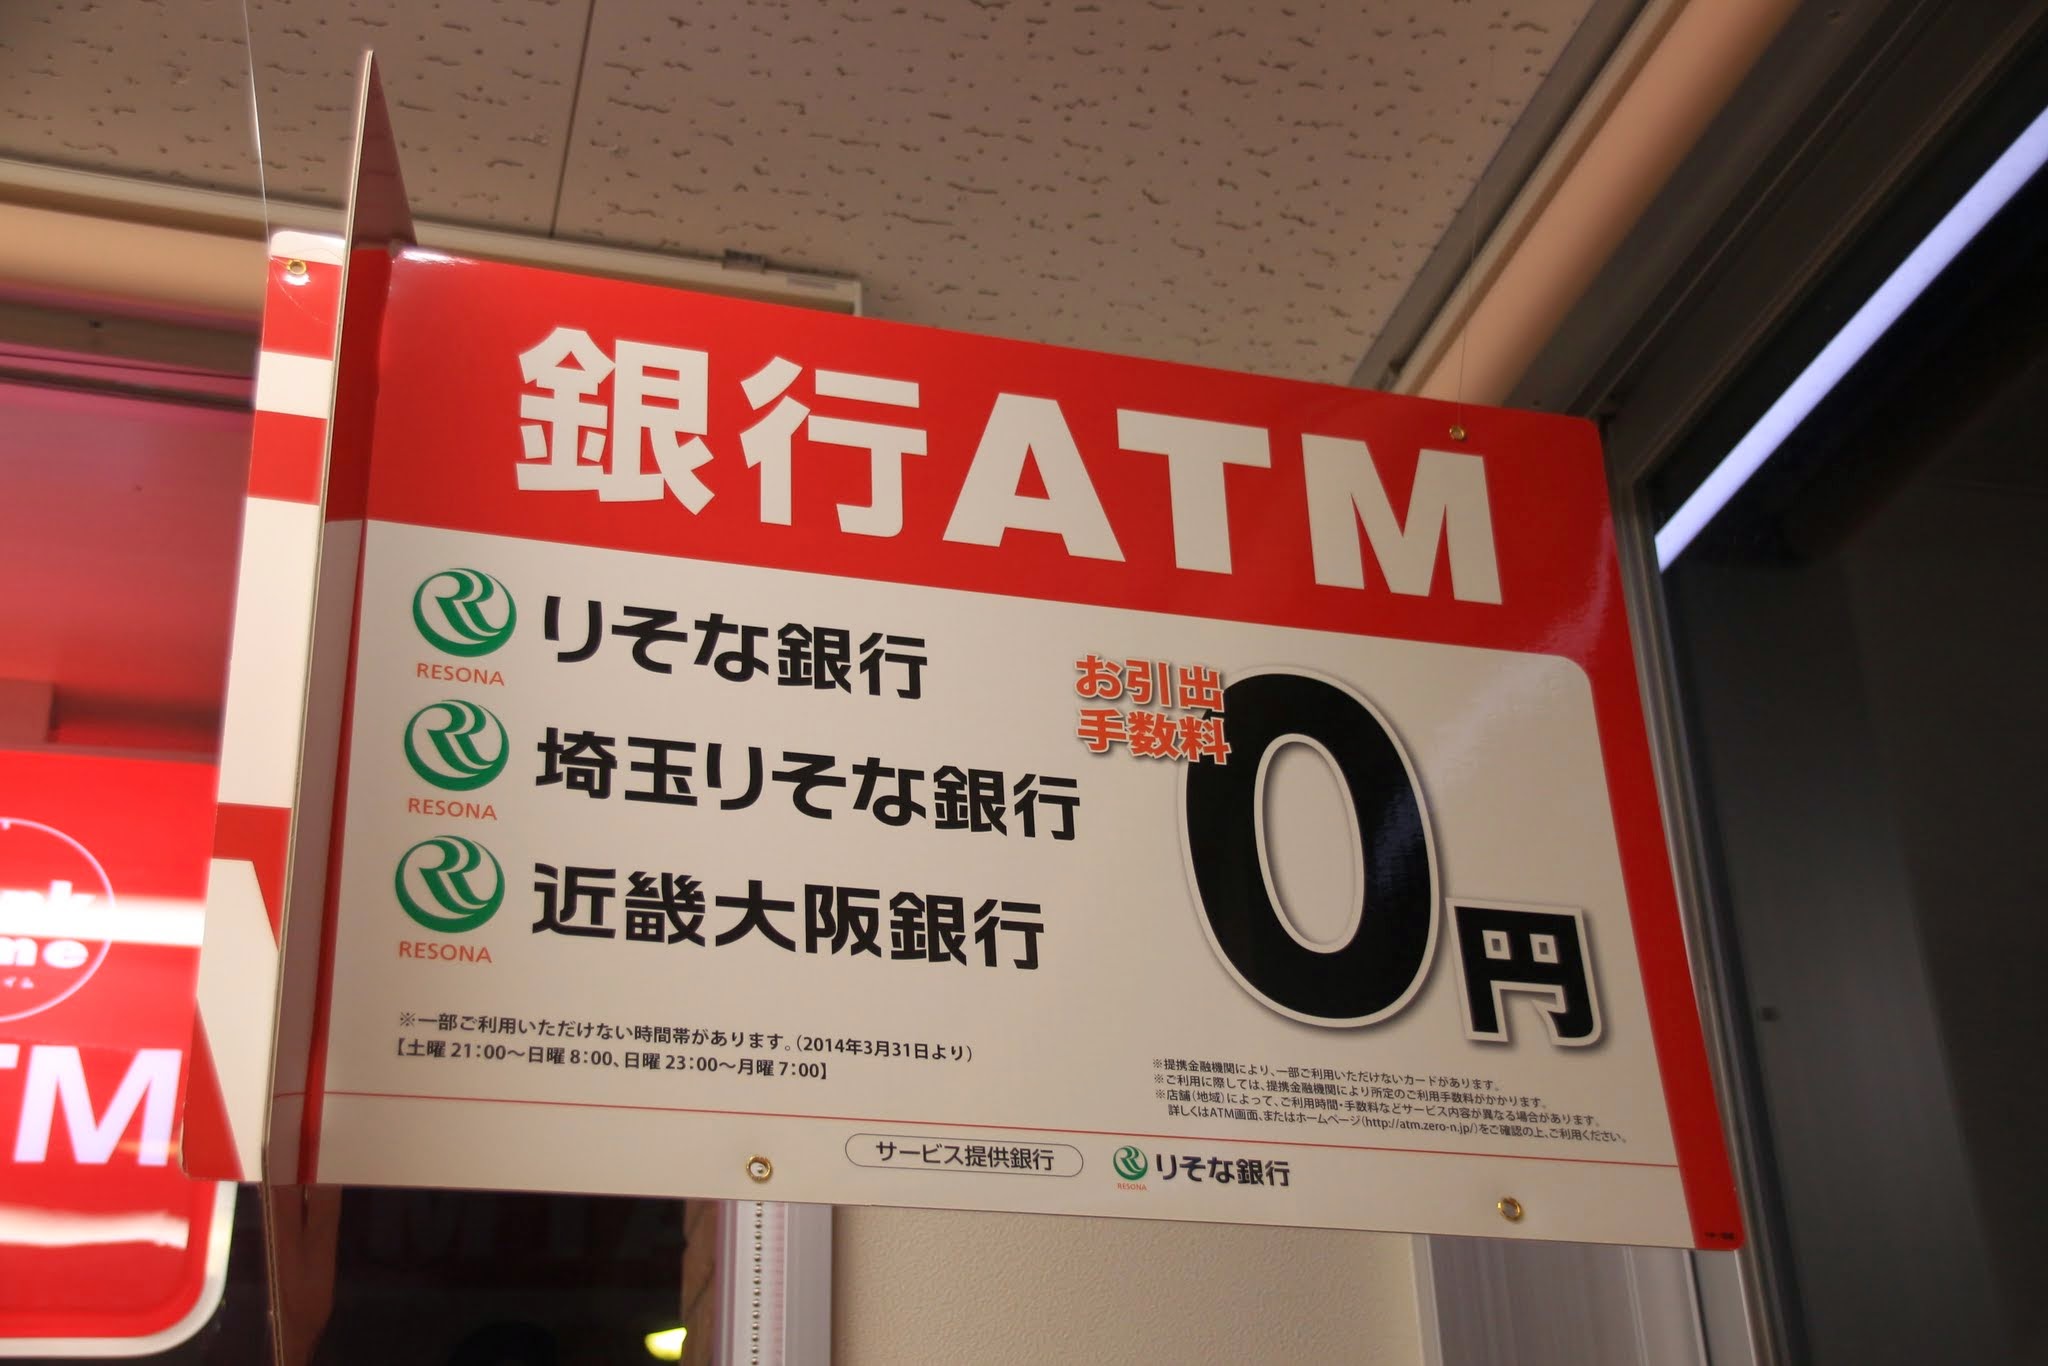 銀行ATM
RESONA りそな銀行
RESONA 埼玉りそな銀行
RESONA 近畿大阪銀行
お引出
手数料
0円
※一部ご利用いただけない時間帯があります。(2014年3月31日より)
【土曜21:00～日曜8:00、日曜23:00～月曜7:00】
※提携金融機関により、一部ご利用いただけないカードがあります。
※ご利用に際しては、提携金融機関により所定のご利用手数料がかかります。
※店舗(地域)によって、ご利用時間・手数料などサービス内容が異なる場合があります。
詳しくはATM画面、またはホームページ(http://atm.zero-n.jp/)をご確認の上、ご利用ください。
サービス提供銀行 RESONA りそな銀行
TM